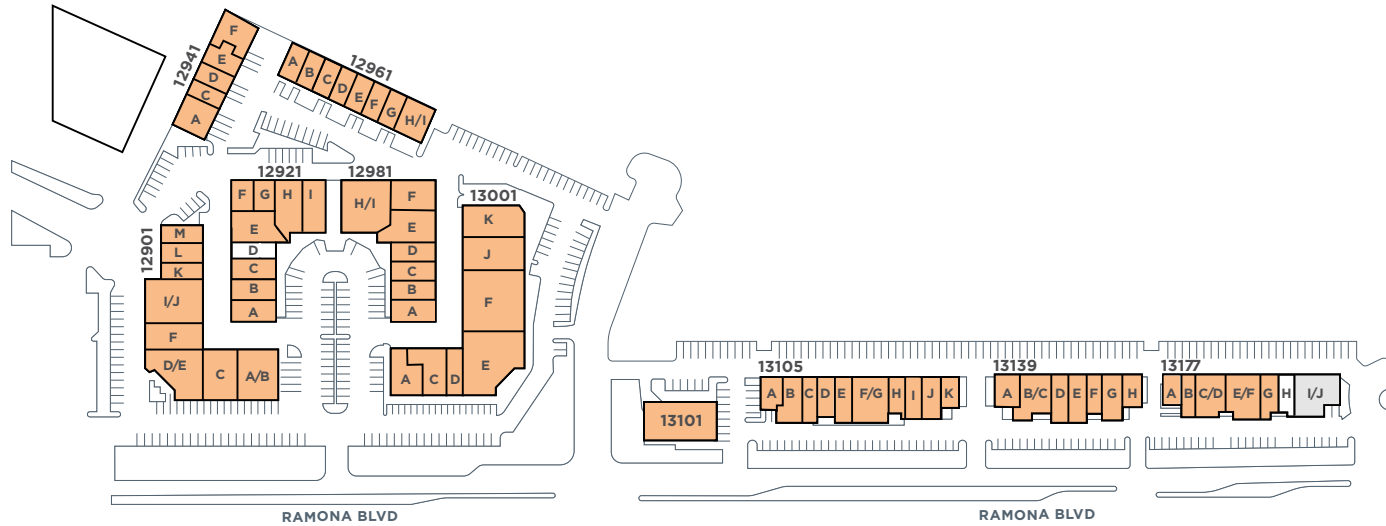 12941
F
E
D
C
A
12961
A
B
C
D
E
F
G
H/I
12921
F
G
H
I
E
D
C
B
A
12981
H/I
F
E
D
C
B
A
13001
K
J
F
E
D
C
A
12901
M
L
K
I/J
F
D/E
C
A/B
13101
13105
A
B
C
D
E
F/G
H
I
J
K
13139
A
B/C
D
E
F
G
H
13177
A
B
C/D
E/F
G
H
I/J
RAMONA BLVD
RAMONA BLVD